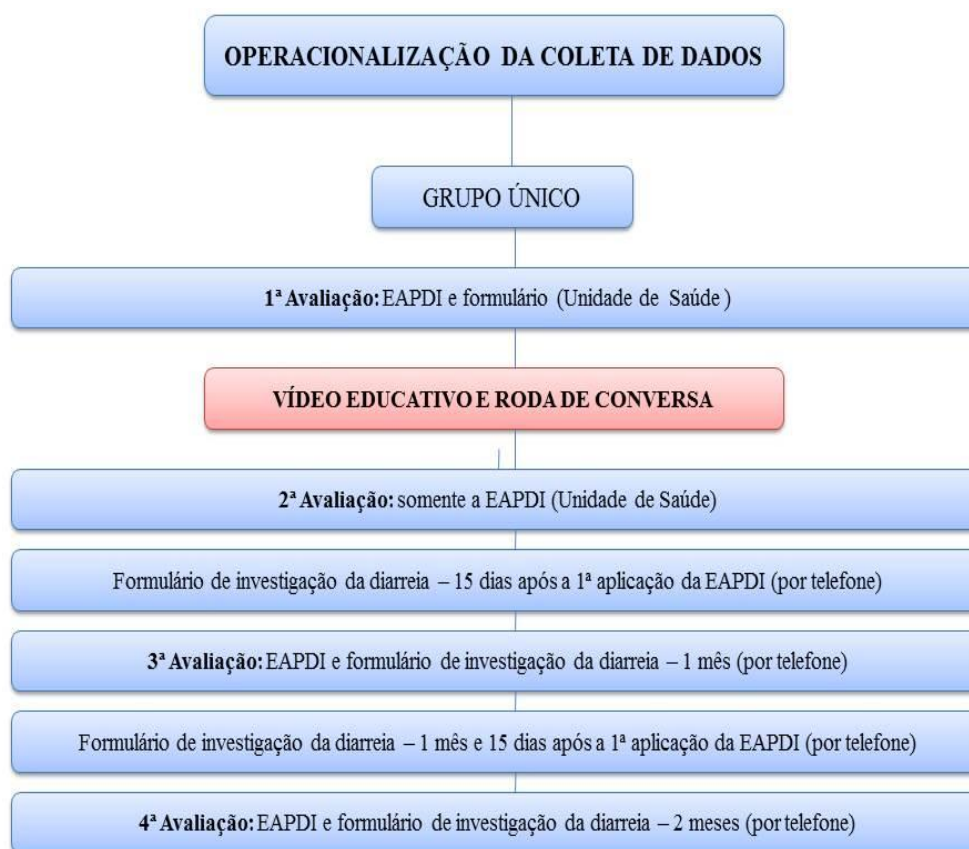 OPERACIONALIZAÇÃO DA COLETA DE DADOS
GRUPO ÚNICO
1ª Avaliação: EAPDI e formulário (Unidade de Saúde )
VÍDEO EDUCATIVO E RODA DE CONVERSA
2ª Avaliação: somente a EAPDI (Unidade de Saúde)
Formulário de investigação da diarreia – 15 dias após a 1ª aplicação da EAPDI (por telefone)
3ª Avaliação: EAPDI e formulário de investigação da diarreia – 1 mês (por telefone)
Formulário de investigação da diarreia – 1 mês e 15 dias após a 1ª aplicação da EAPDI (por telefone)
4ª Avaliação: EAPDI e formulário de investigação da diarreia – 2 meses (por telefone)